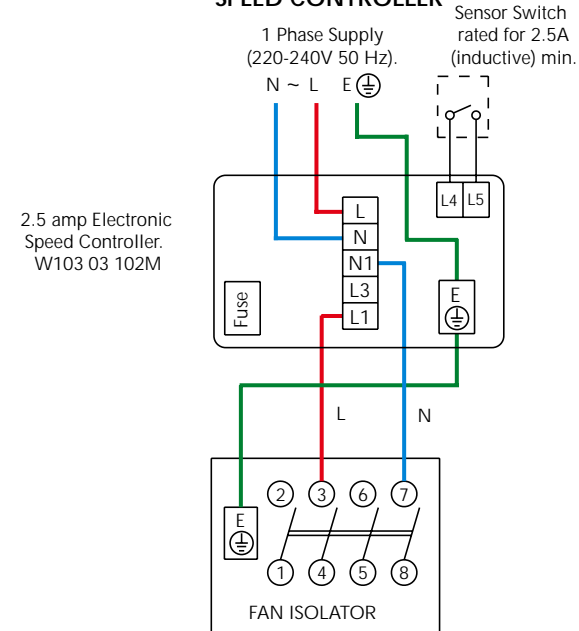 SPEED CONTROLLER
Sensor Switch
rated for 2.5A
(inductive) min.
1 Phase Supply
(220-240V 50 Hz).
N ~ L E
L4 L5
2.5 amp Electronic
Speed Controller.
W103 03 102M
L
N
N1
L3
L1
Fuse
E
L N
2 3 6 7
E
1 4 5 8
FAN ISOLATOR